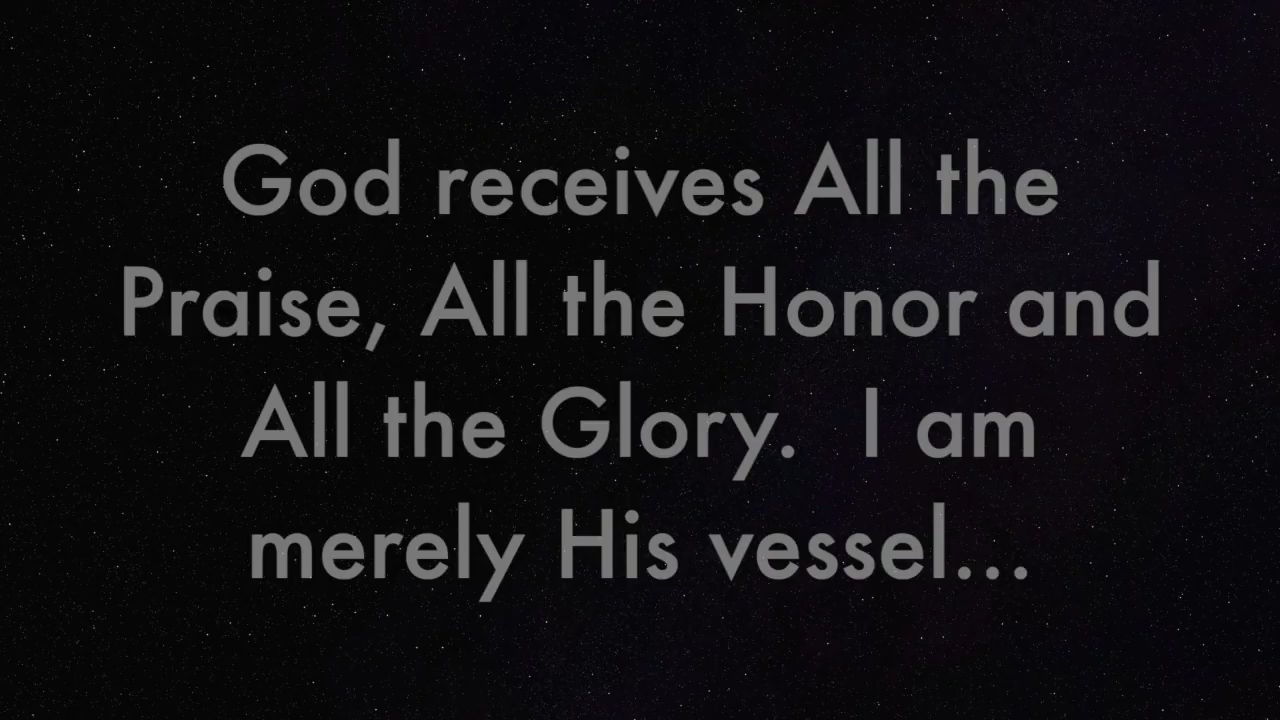 God receives All the
Praise, All the Honor and
All the Glory.  I am
merely His vessel...